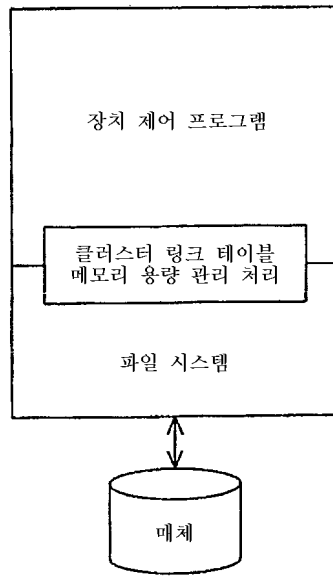 장치 제어 프로그램
클러스터 링크 테이블
메모리 용량 관리 처리
파일 시스템
매체